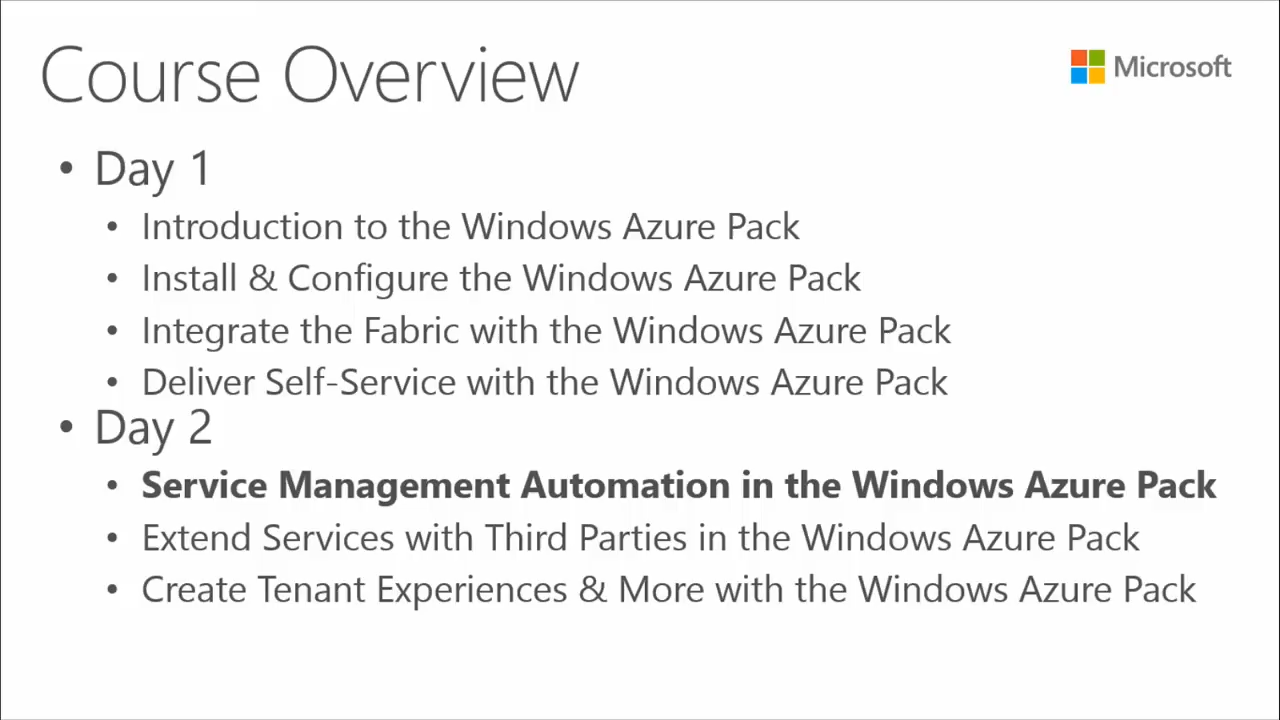 Course Overview
Microsoft
• Day 1
• Introduction to the Windows Azure Pack
• Install & Configure the Windows Azure Pack
• Integrate the Fabric with the Windows Azure Pack
• Deliver Self-Service with the Windows Azure Pack
• Day 2
• Service Management Automation in the Windows Azure Pack
• Extend Services with Third Parties in the Windows Azure Pack
• Create Tenant Experiences & More with the Windows Azure Pack